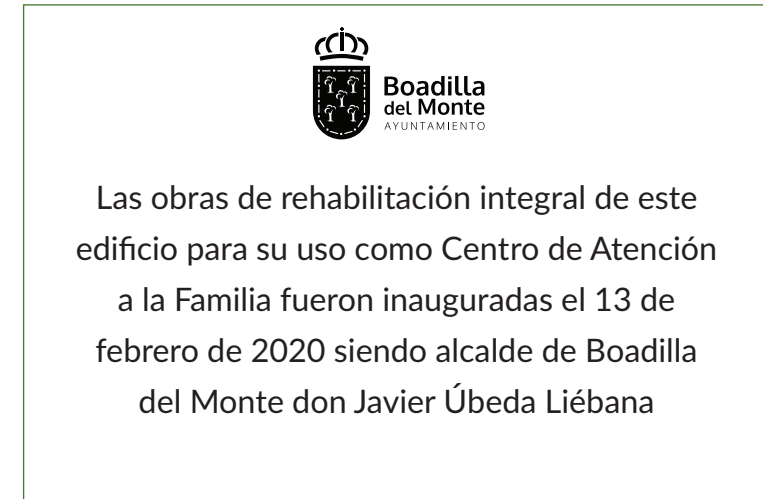 Boadilla
del Monte
AYUNTAMIENTO
Las obras de rehabilitación integral de este
edificio para su uso como Centro de Atención
a la Familia fueron inauguradas el 13 de
febrero de 2020 siendo alcalde de Boadilla
del Monte don Javier Úbeda Liébana